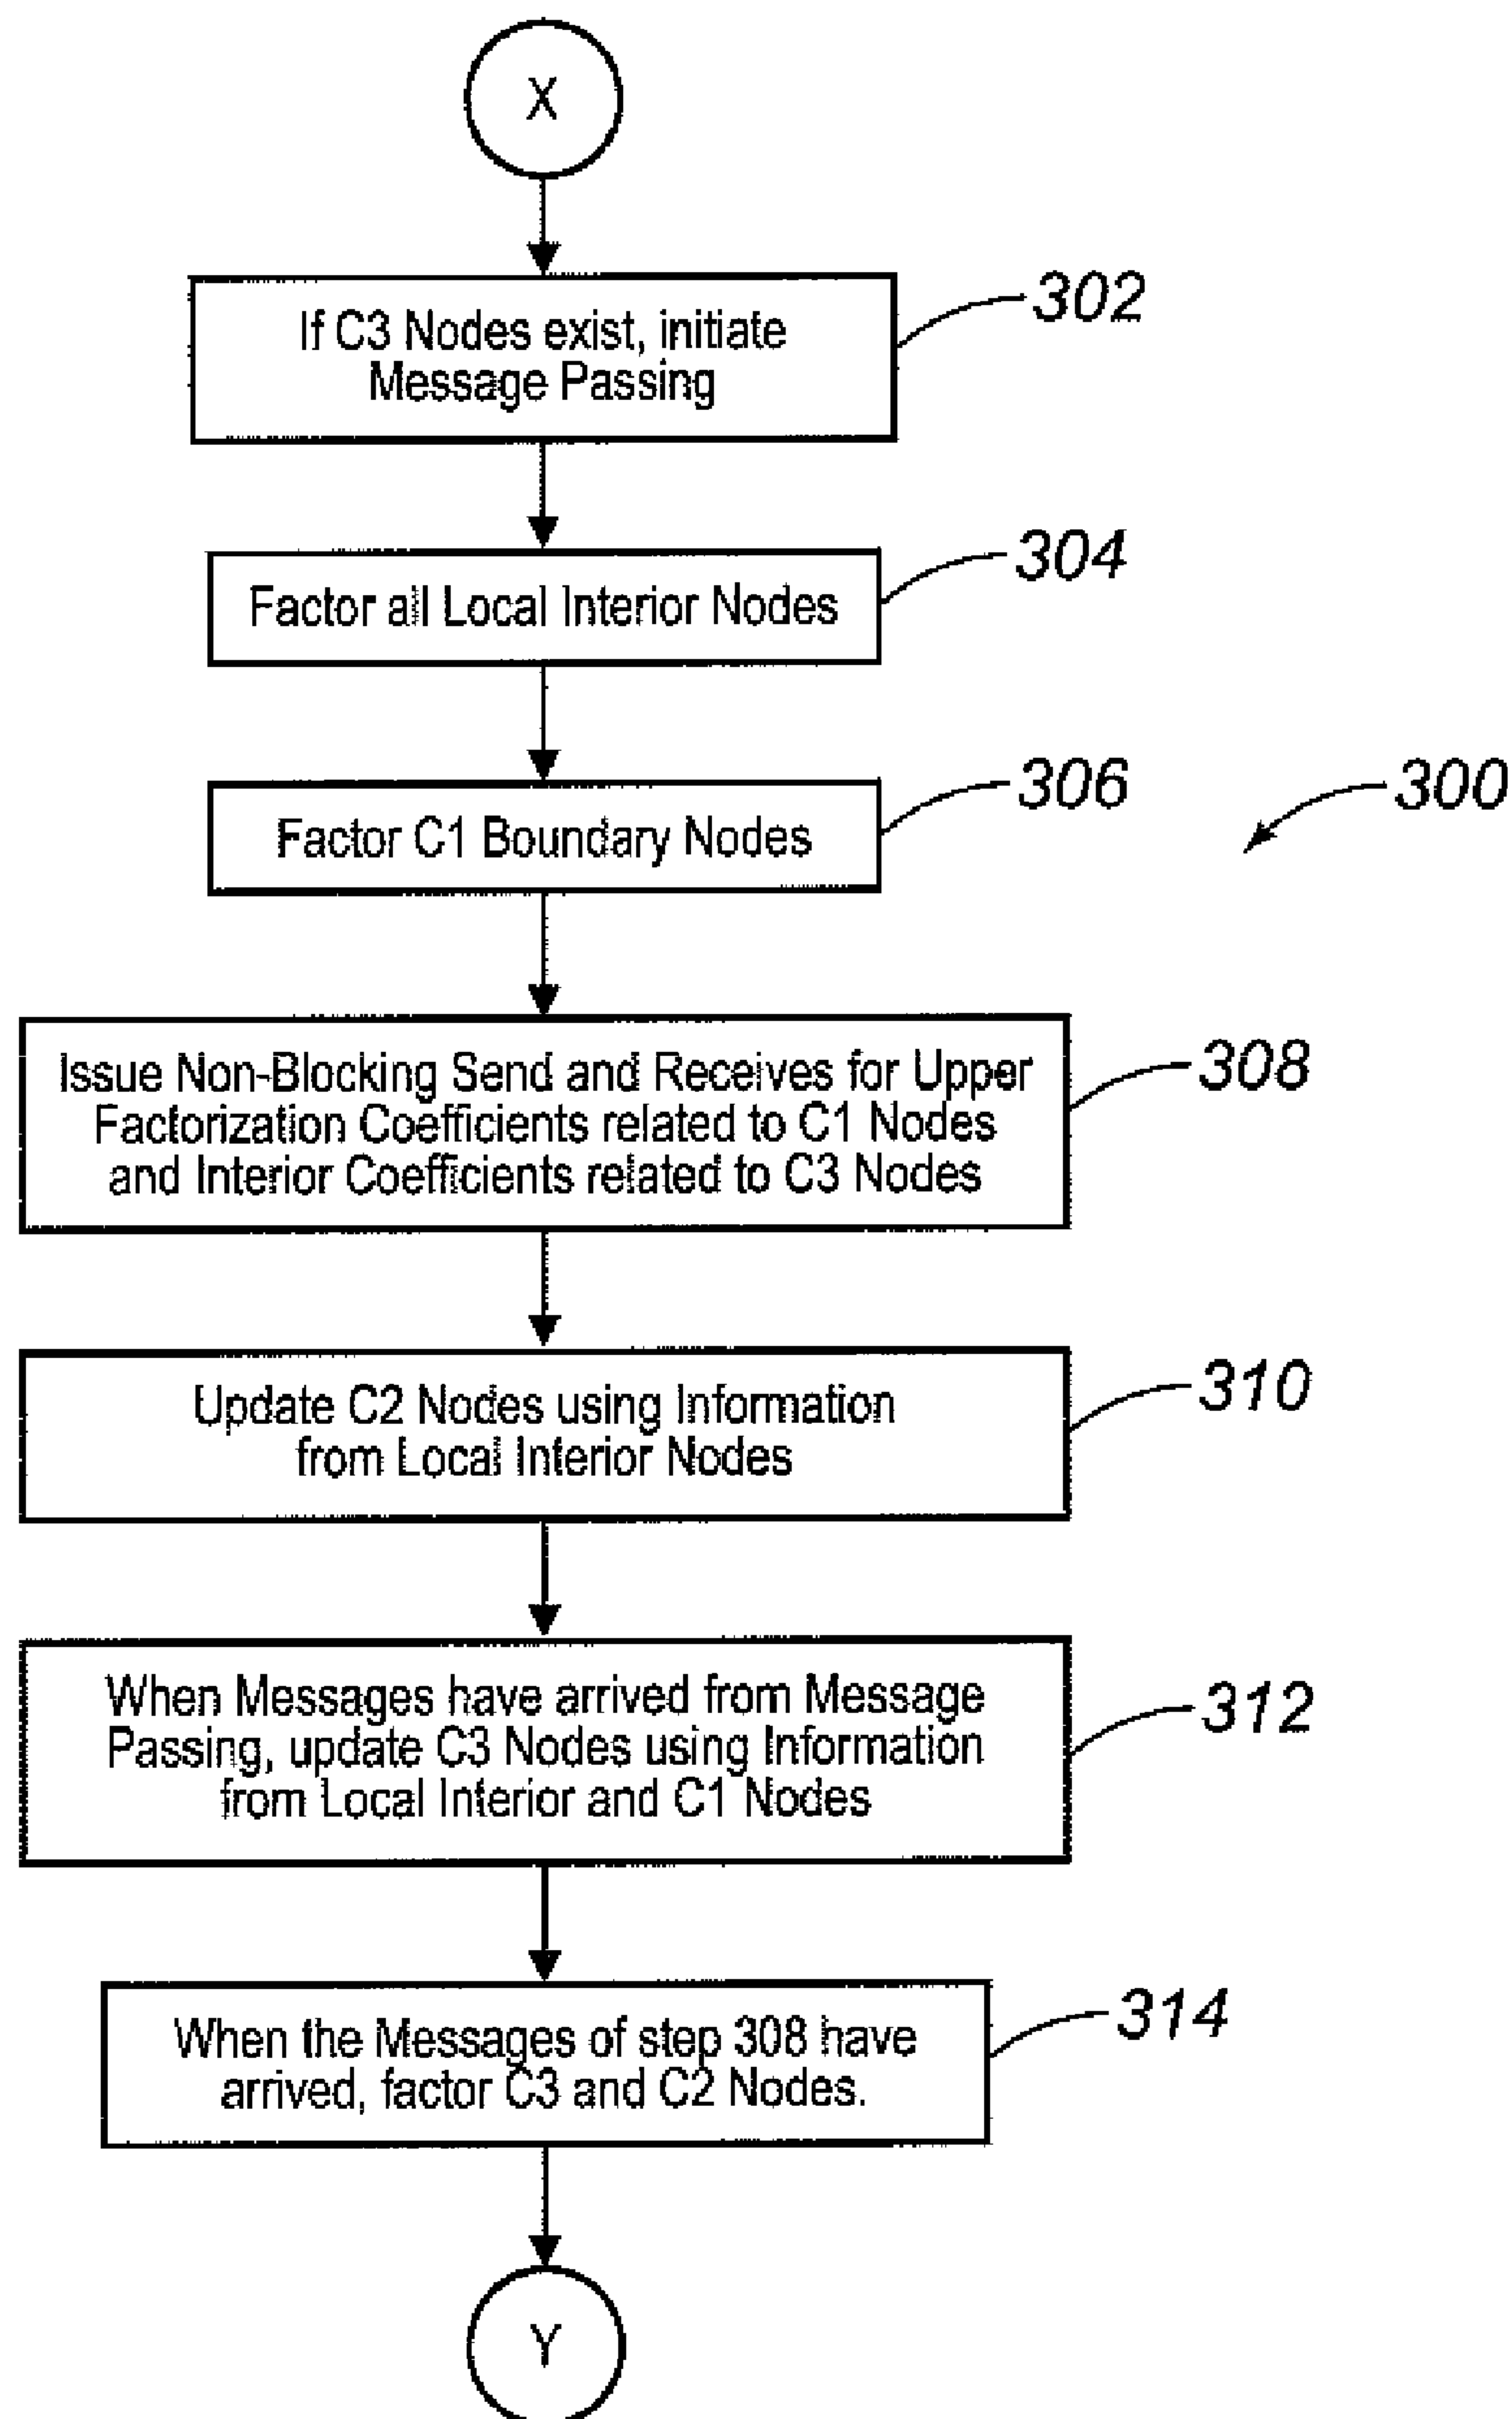 X
If C3 Nodes exist, initiate
Message Passing
302
Factor all Local Interior Nodes
304
Factor C1 Boundary Nodes
306
300
Issue Non-Blocking Send and Receives for Upper
Factorization Coefficients related to C1 Nodes
and Interior Coefficients related to C3 Nodes
308
Update C2 Nodes using Information
from Local Interior Nodes
310
When Messages have arrived from Message
Passing, update C3 Nodes using Information
from Local Interior and C1 Nodes
312
When the Messages of step 308 have
arrived, factor C3 and C2 Nodes.
314
Y